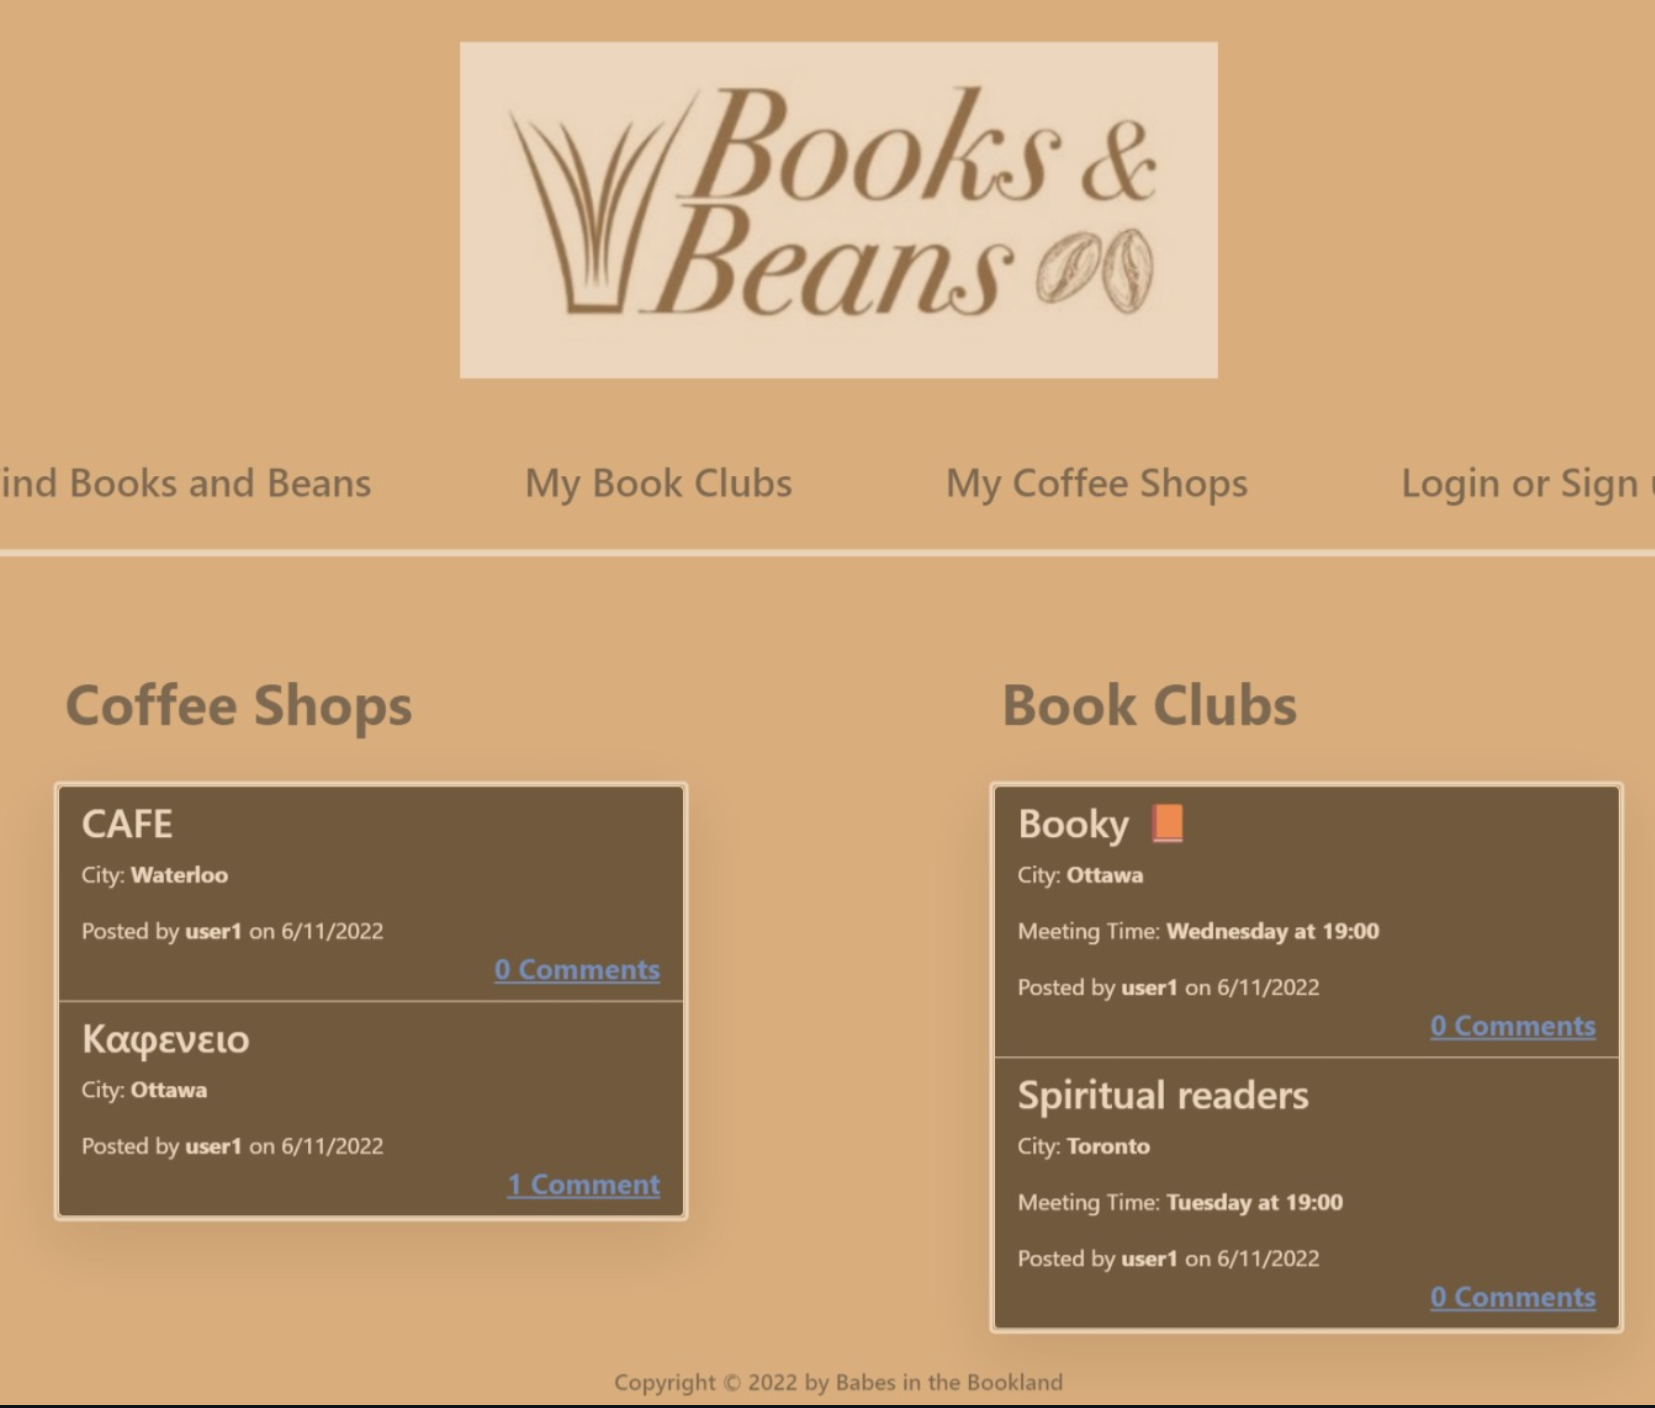 Books &
Beans
ind Books and Beans
My Book Clubs
My Coffee Shops
Login or Sign
Coffee Shops
CAFE
City: Waterloo
Posted by user1 on 6/11/2022
0 Comments
Καφενειο
City: Ottawa
Posted by user1 on 6/11/2022
1 Comment
Book Clubs
Booky 📙
City: Ottawa
Meeting Time: Wednesday at 19:00
Posted by user1 on 6/11/2022
0 Comments
Spiritual readers
City: Toronto
Meeting Time: Tuesday at 19:00
Posted by user1 on 6/11/2022
0 Comments
Copyright © 2022 by Babes in the Bookland